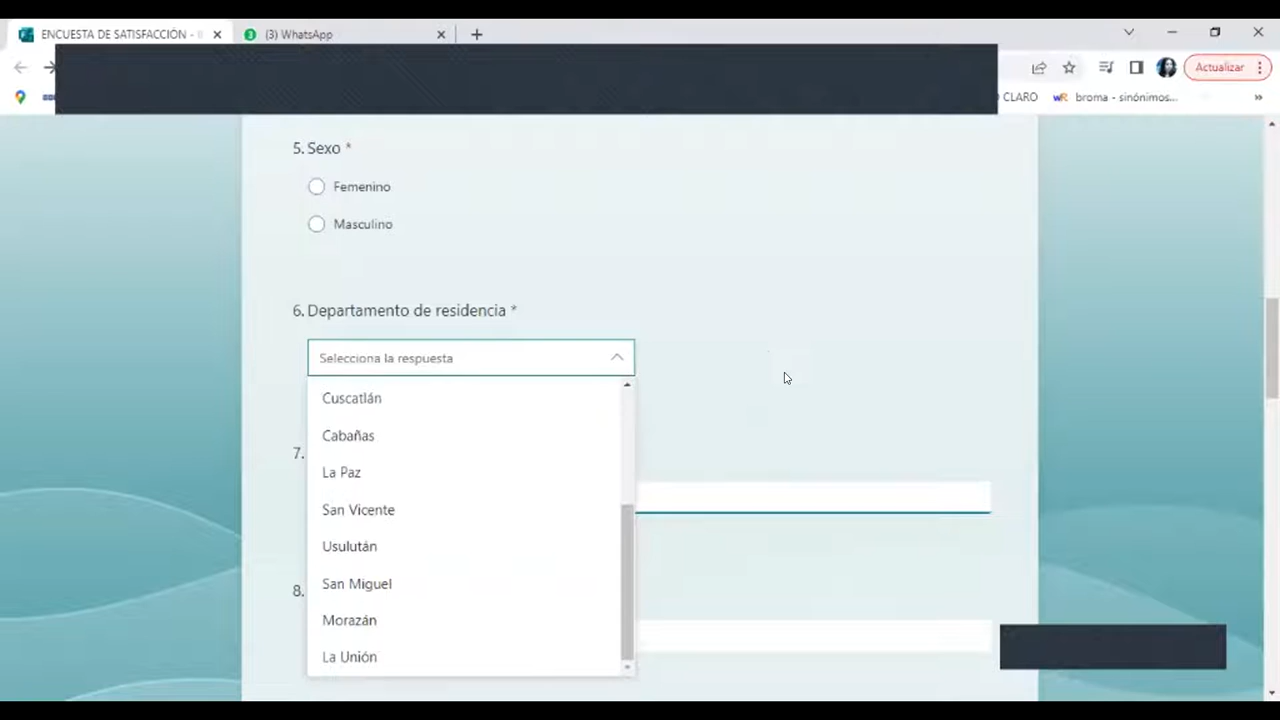 ENCUESTA DE SATISFACCIÓN -
(3) WhatsApp
Actualizar
CLARO
broma - sinónimos...
5. Sexo *
Femenino
Masculino
6. Departamento de residencia *
Selecciona la respuesta
Cuscatlán
Cabañas
7.
La Paz
San Vicente
Usulután
San Miguel
8.
Morazán
La Unión